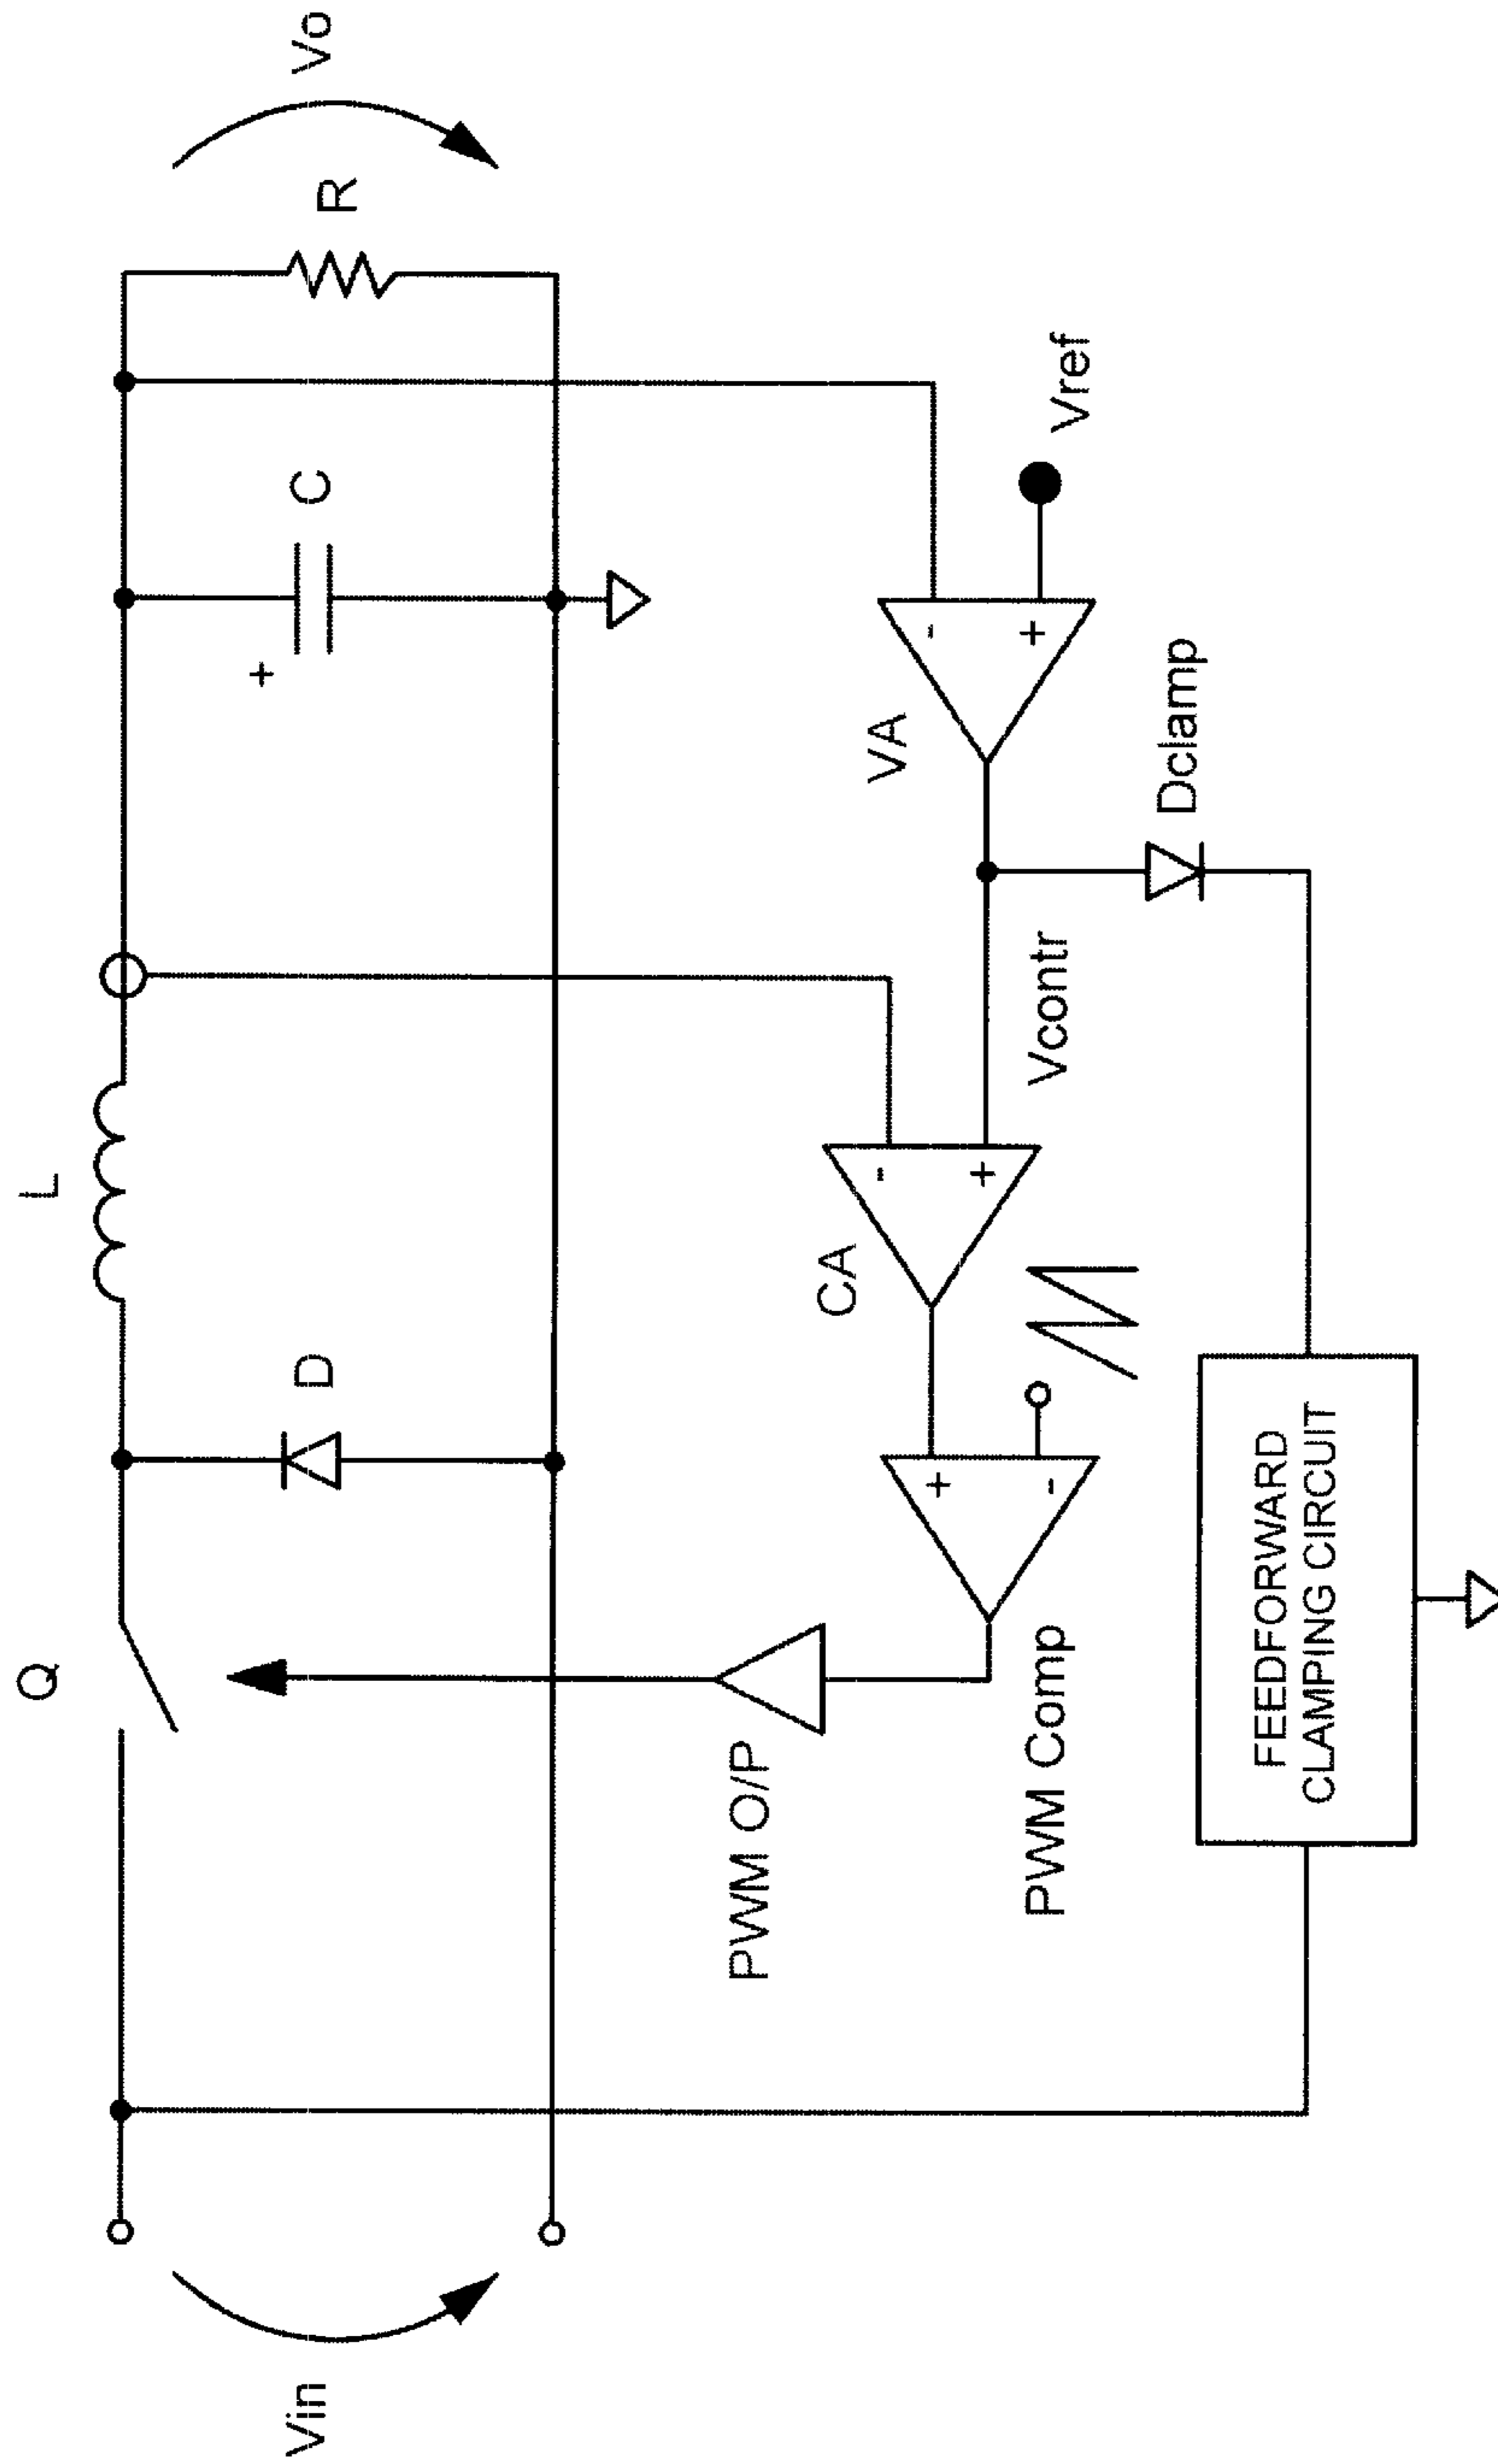 Q
L
Vin
D
+
C
R
Vo
PWM O/P
CA
VA
-
+
-
+
+
-
PWM Comp
Vcontr
Vref
Dclamp
FEEDFORWARD
CLAMPING CIRCUIT